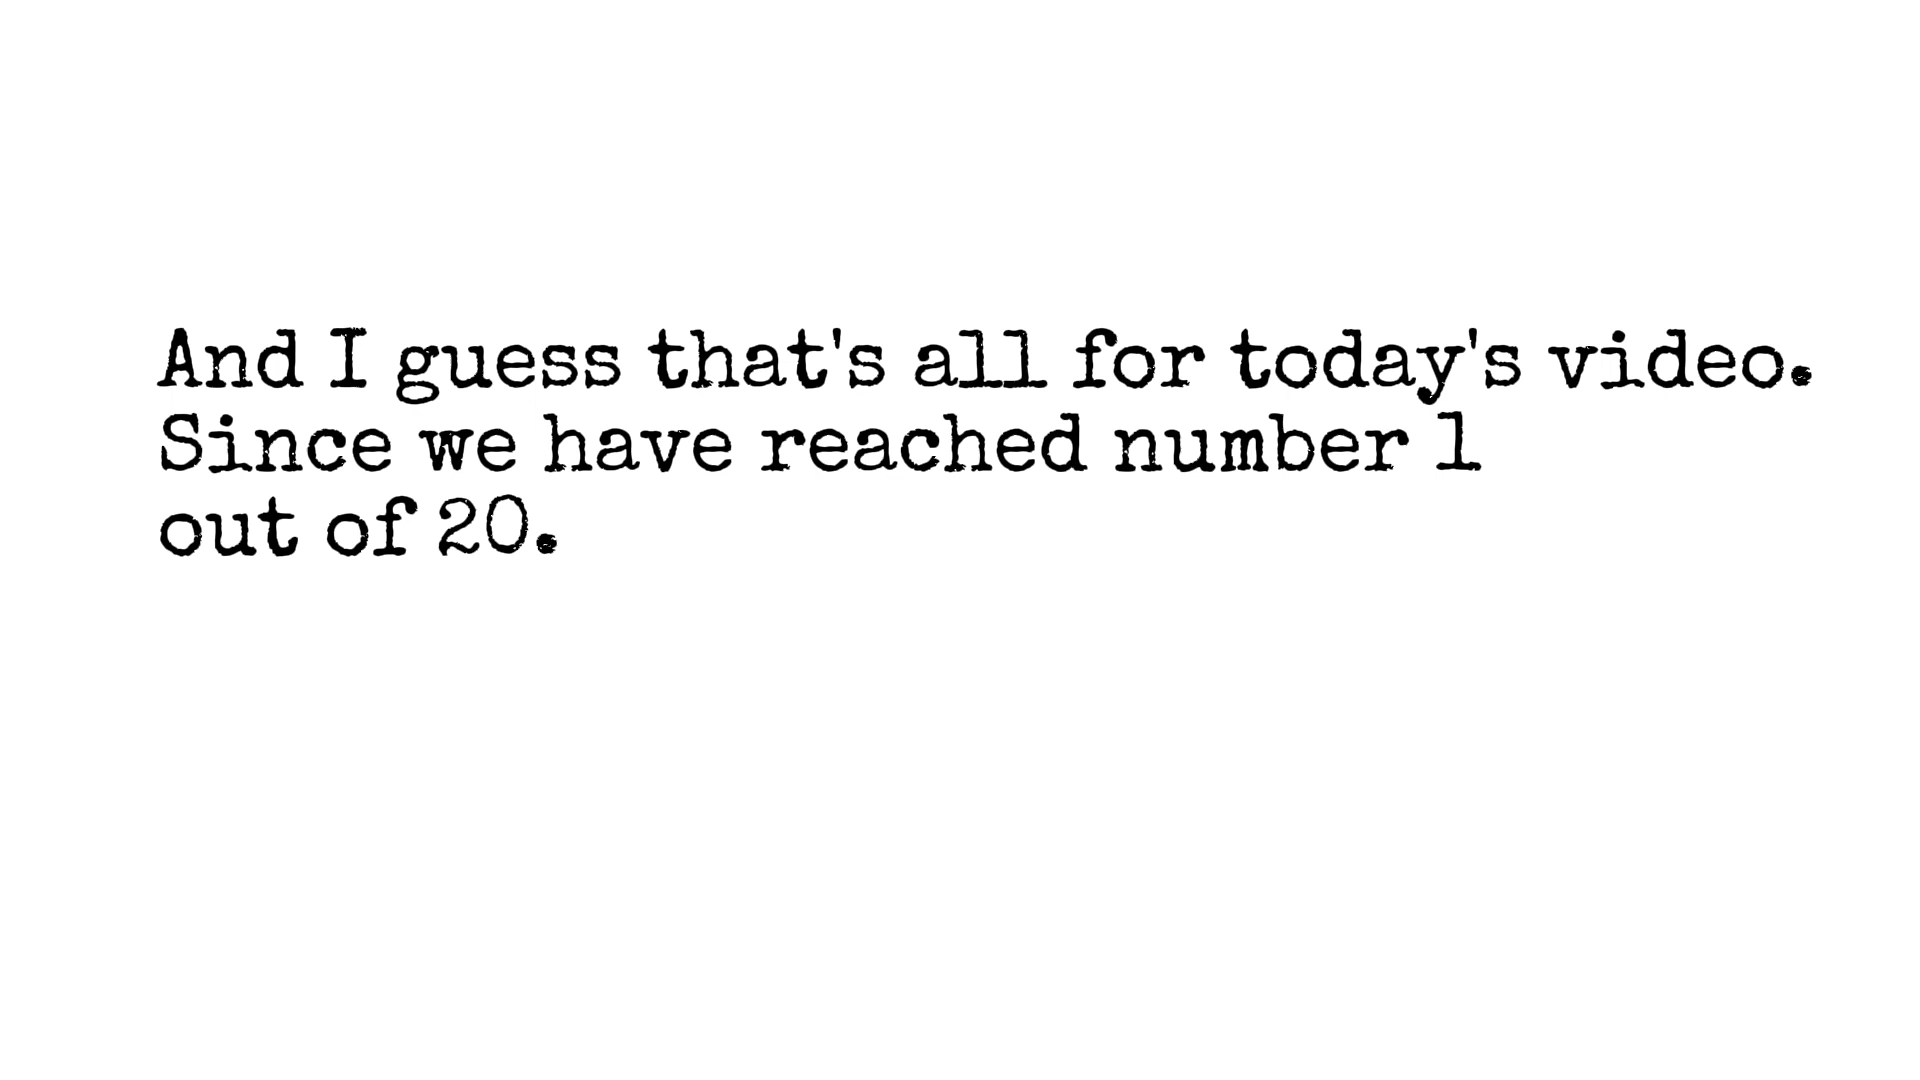 And I guess that's all for today's video.
Since we have reached number 1
out of 20.